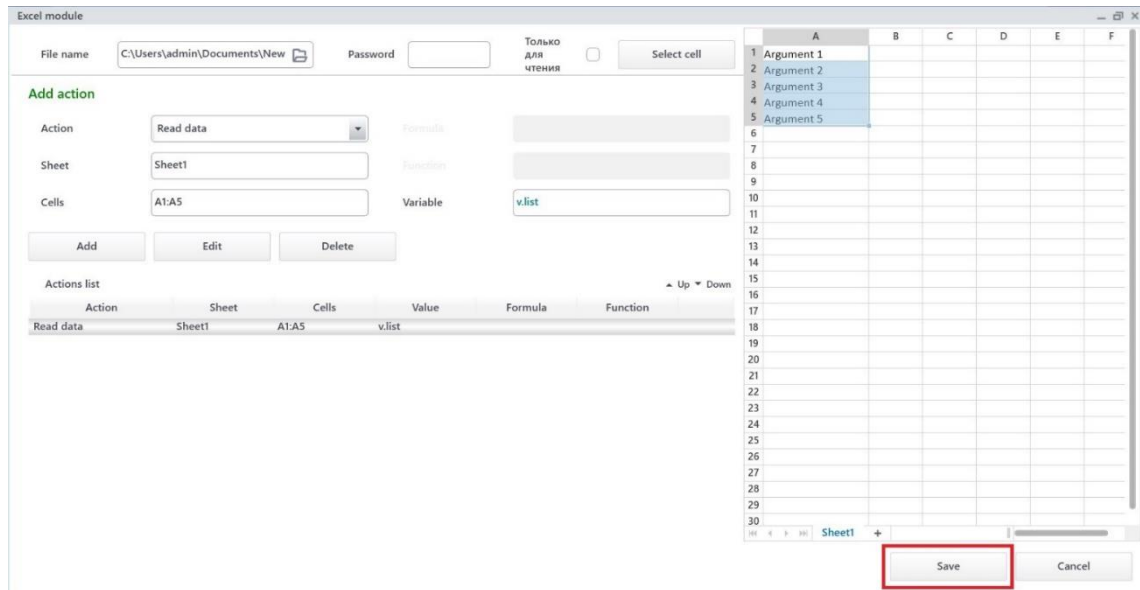 Excel module
File name C:\Users\admin\Documents\New Password Только для чтения Select cell
Add action
Action Read data Formula
Sheet Sheet1 Function
Cells A1:A5 Variable v.list
Add Edit Delete
Actions list Up Down
Action Sheet Cells Value Formula Function
Read data Sheet1 A1:A5 v.list
A B C D E F
1 Argument 1
2 Argument 2
3 Argument 3
4 Argument 4
5 Argument 5
6
7
8
9
10
11
12
13
14
15
16
17
18
19
20
21
22
23
24
25
26
27
28
29
30
Sheet1 +
Save Cancel